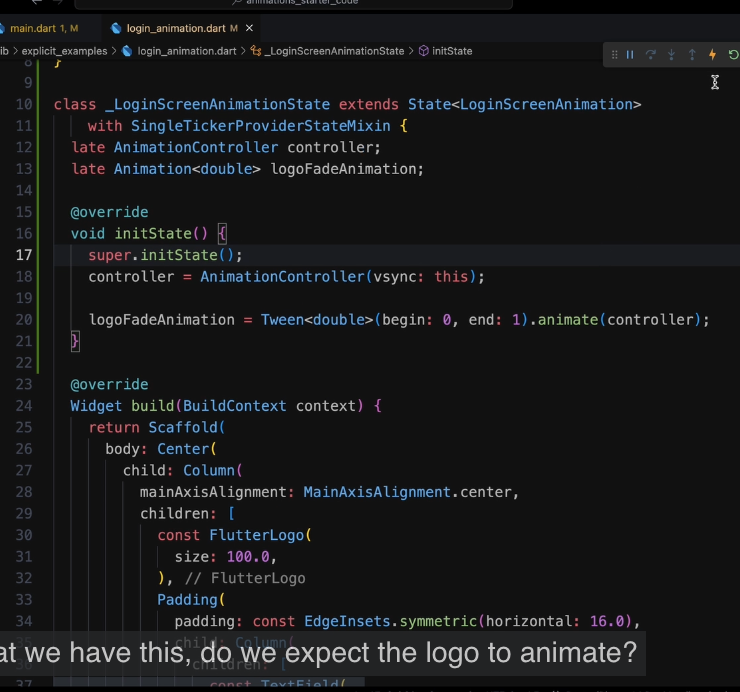 animations_starter_code
main.dart 1, M
login_animation.dart M
explicit_examples > login_animation.dart > _LoginScreenAnimationState > initState
8 }
9
10 class _LoginScreenAnimationState extends State<LoginScreenAnimation>
11 with SingleTickerProviderStateMixin {
12 late AnimationController controller;
13 late Animation<double> logoFadeAnimation;
14
15 @override
16 void initState() {
17 super.initState();
18 controller = AnimationController(vsync: this);
19
20 logoFadeAnimation = Tween<double>(begin: 0, end: 1).animate(controller);
21 }
22
23 @override
24 Widget build(BuildContext context) {
25 return Scaffold(
26 body: Center(
27 child: Column(
28 mainAxisAlignment: MainAxisAlignment.center,
29 children: [
30 const FlutterLogo(
31 size: 100.0,
32 ), // FlutterLogo
33 Padding(
34 padding: const EdgeInsets.symmetric(horizontal: 16.0),
35 child: Column(
at we have this, do we expect the logo to animate?
children: [
37 const TextField(